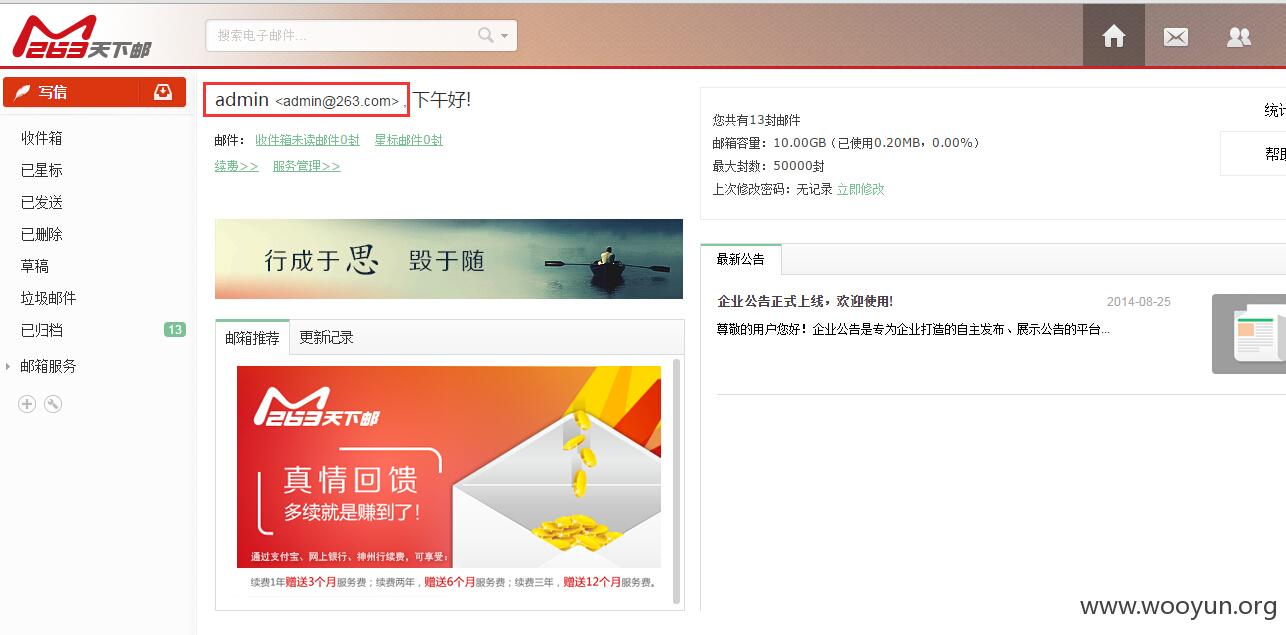 263天下邮
搜索电子邮件...
写信
收件箱
已星标
已发送
已删除
草稿
垃圾邮件
已归档 13
邮箱服务
admin <admin@263.com> , 下午好!
邮件： 收件箱未读邮件0封 星标邮件0封
续费>> 服务管理>>
行成于思 毁于随
邮箱推荐 更新记录
263天下邮
真情回馈
多续就是赚到了!
通过支付宝、网上银行、神州行续费，可享受：
续费1年赠送3个月服务费；续费两年，赠送6个月服务费；续费三年，赠送12个月服务费。
您共有13封邮件
邮箱容量：10.00GB（已使用0.20MB，0.00%）
最大封数：50000封
上次修改密码：无记录 立即修改
统计
帮助
最新公告
企业公告正式上线，欢迎使用! 2014-08-25
尊敬的用户您好！企业公告是专为企业打造的自主发布、展示公告的平台...
www.wooyun.org